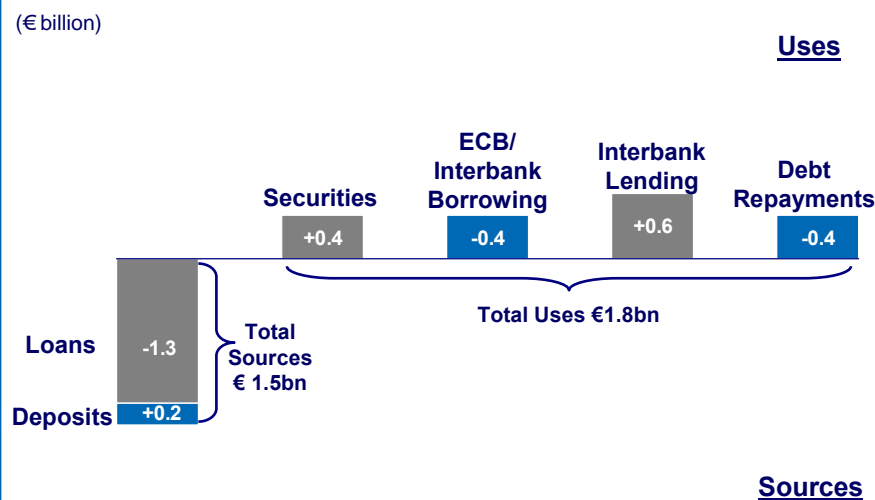 (€ billion)
Uses
Securities
+0.4
ECB/
Interbank
Borrowing
-0.4
Interbank
Lending
+0.6
Debt
Repayments
-0.4
Total Uses €1.8bn
Loans
-1.3
Deposits
+0.2
Total
Sources
€ 1.5bn
Sources